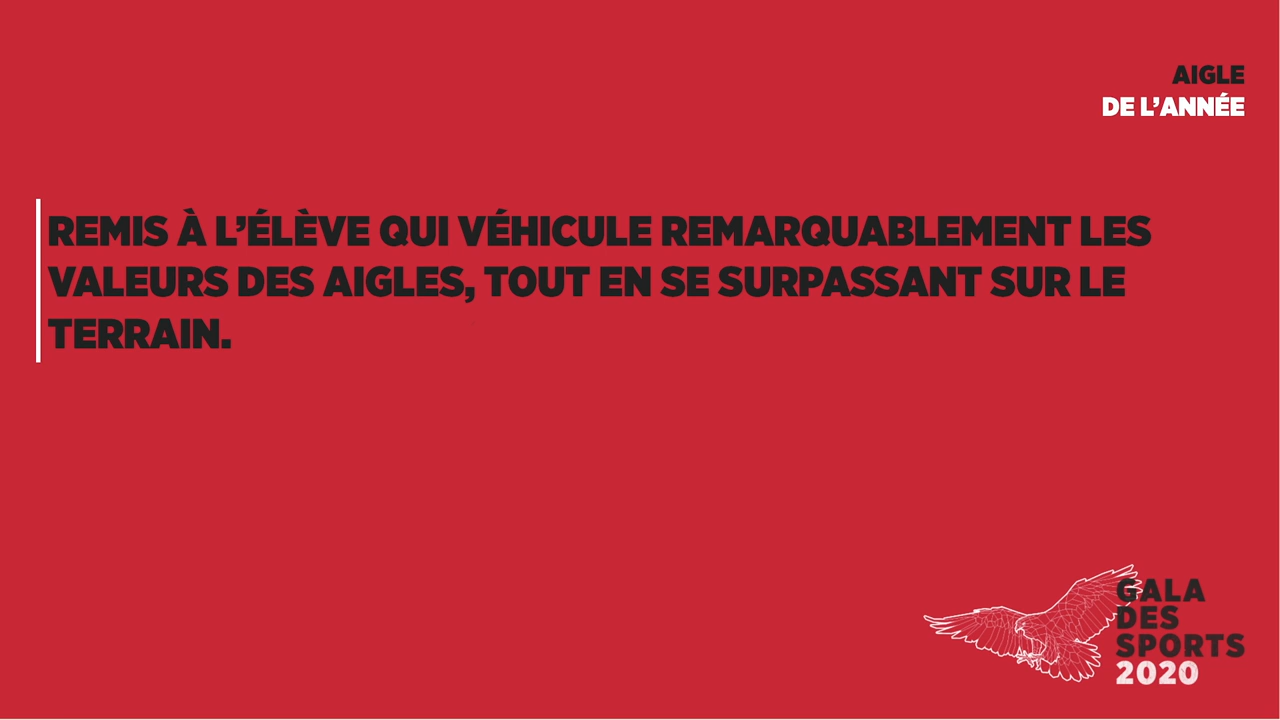 AIGLE
DE L’ANNÉE
REMIS À L’ÉLÈVE QUI VÉHICULE REMARQUABLEMENT LES
VALEURS DES AIGLES, TOUT EN SE SURPASSANT SUR LE
TERRAIN.
GALA
DES
SPORTS
2020